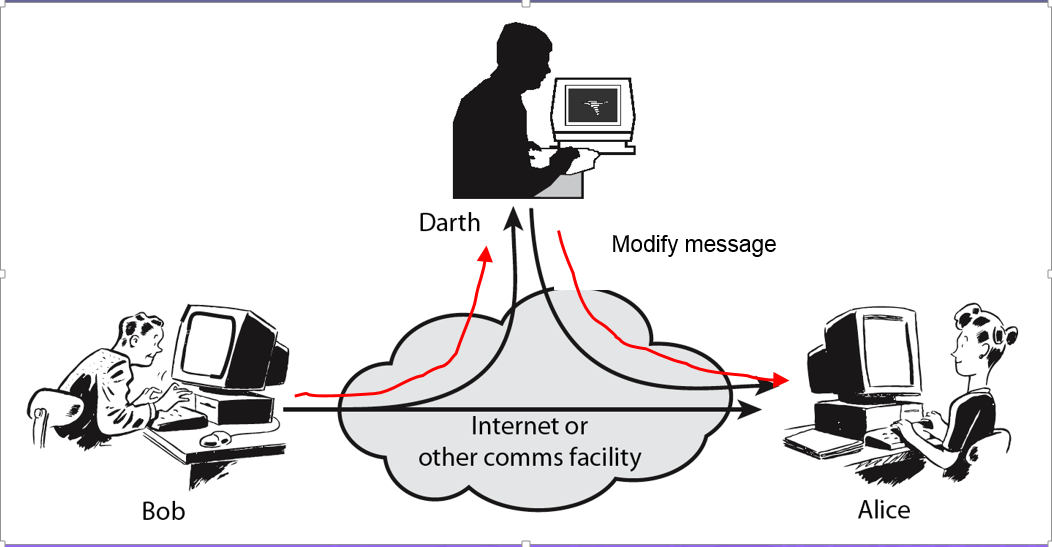 Darth
Modify message
Internet or
other comms facility
Bob
Alice